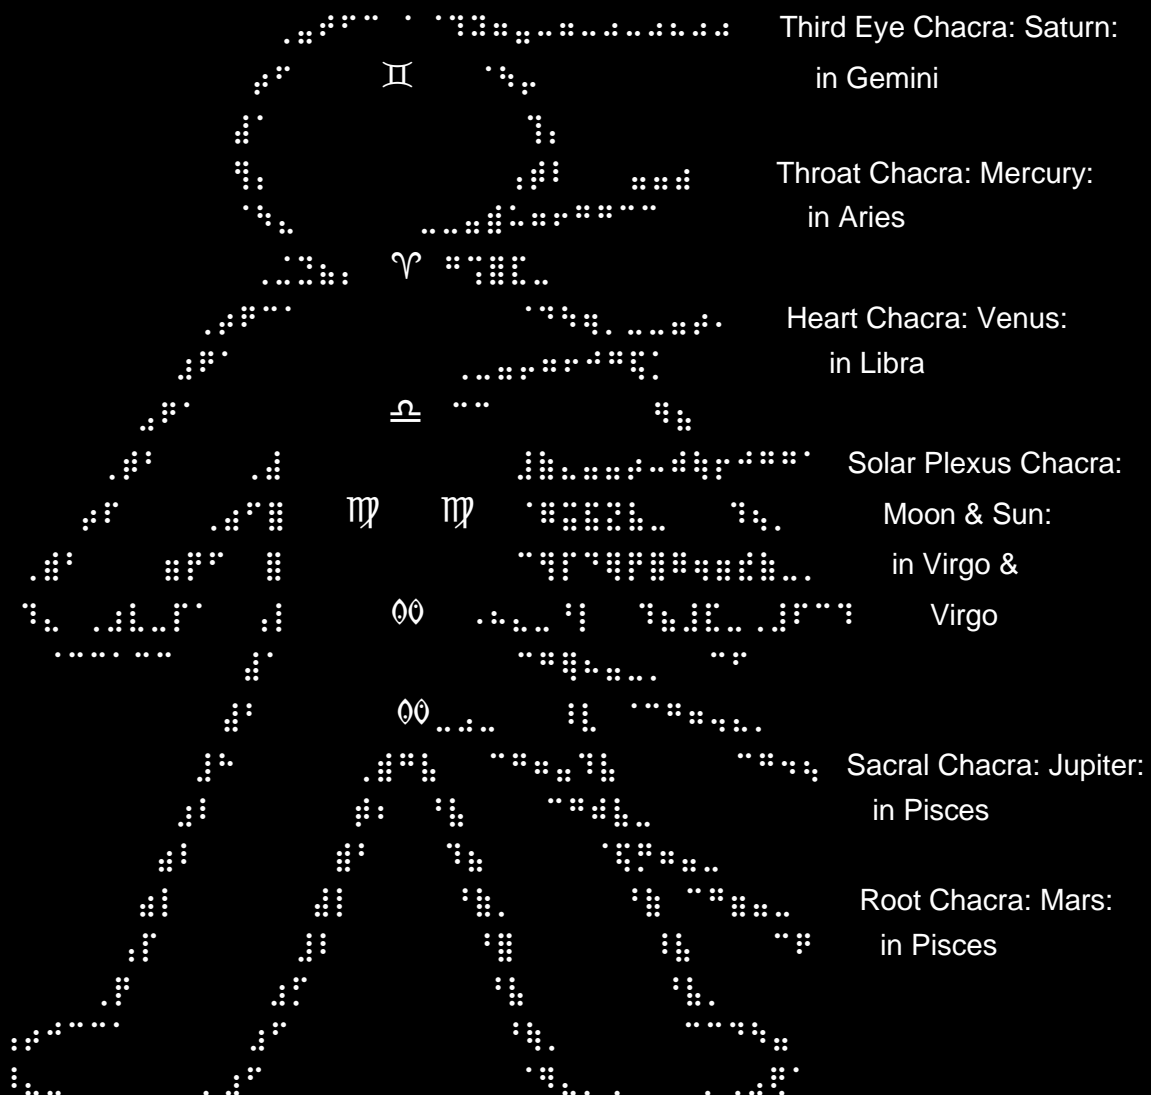 Third Eye Chacra: Saturn:
♊ in Gemini
Throat Chacra: Mercury:
in Aries
♈
Heart Chacra: Venus:
in Libra
♎
Solar Plexus Chacra:
♍ ♍ Moon & Sun:
in Virgo &
Virgo
Sacral Chacra: Jupiter:
in Pisces
Root Chacra: Mars:
in Pisces